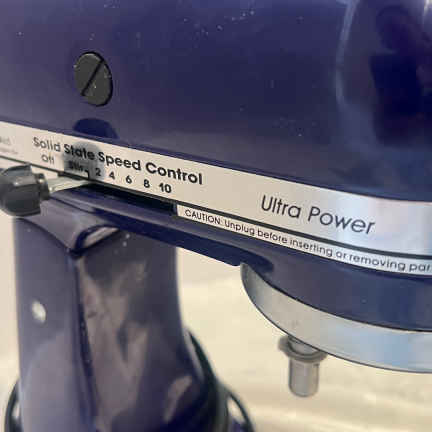 Solid State Speed Control
Off Stir 2 4 6 8 10
Ultra Power
CAUTION: Unplug before inserting or removing par